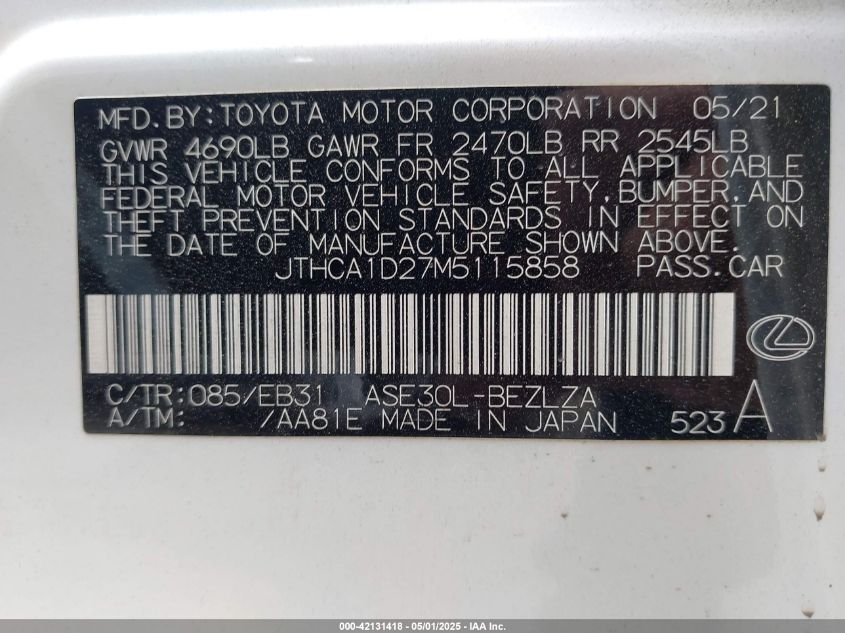 MFD.BY:TOYOTA MOTOR CORPORATION 05/21
GVWR 4690LB GAWR FR 2470LB RR 2545LB
THIS VEHICLE CONFORMS TO ALL APPLICABLE
FEDERAL MOTOR VEHICLE SAFETY,BUMPER,AND
THEFT PREVENTION STANDARDS IN EFFECT ON
THE DATE OF MANUFACTURE SHOWN ABOVE.
JTHCA1D27M5115858 PASS.CAR
C/TR:085/EB31 ASE30L-BEZLZA
A/TM: /AA81E MADE IN JAPAN 523 A
000-42131418 - 05/01/2025 - IAA Inc.